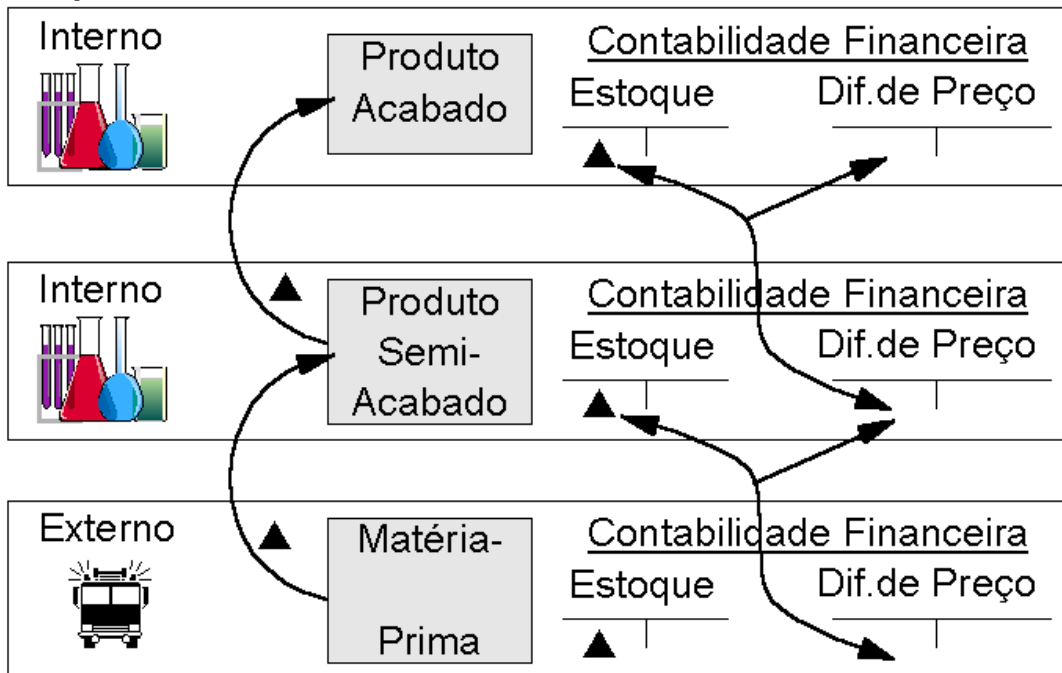 Interno
Produto
Acabado
Contabilidade Financeira
Estoque
Dif.de Preço
Interno
Produto
Semi-
Acabado
Contabilidade Financeira
Estoque
Dif.de Preço
Externo
Matéria-
Prima
Contabilidade Financeira
Estoque
Dif.de Preço